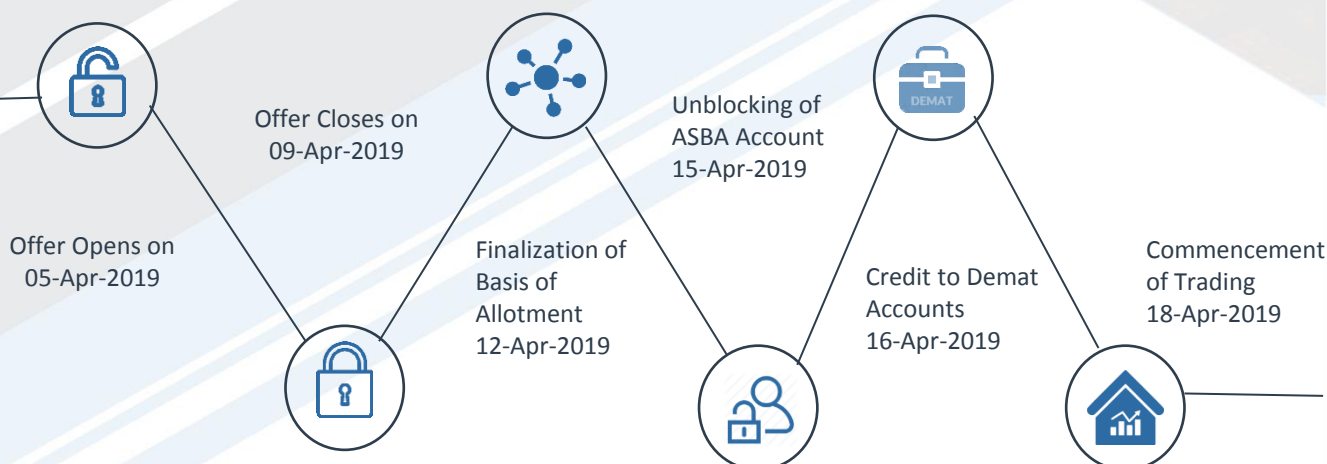 Offer Opens on
05-Apr-2019
Offer Closes on
09-Apr-2019
Finalization of
Basis of
Allotment
12-Apr-2019
Unblocking of
ASBA Account
15-Apr-2019
DEMAT
Credit to Demat
Accounts
16-Apr-2019
Commencement
of Trading
18-Apr-2019